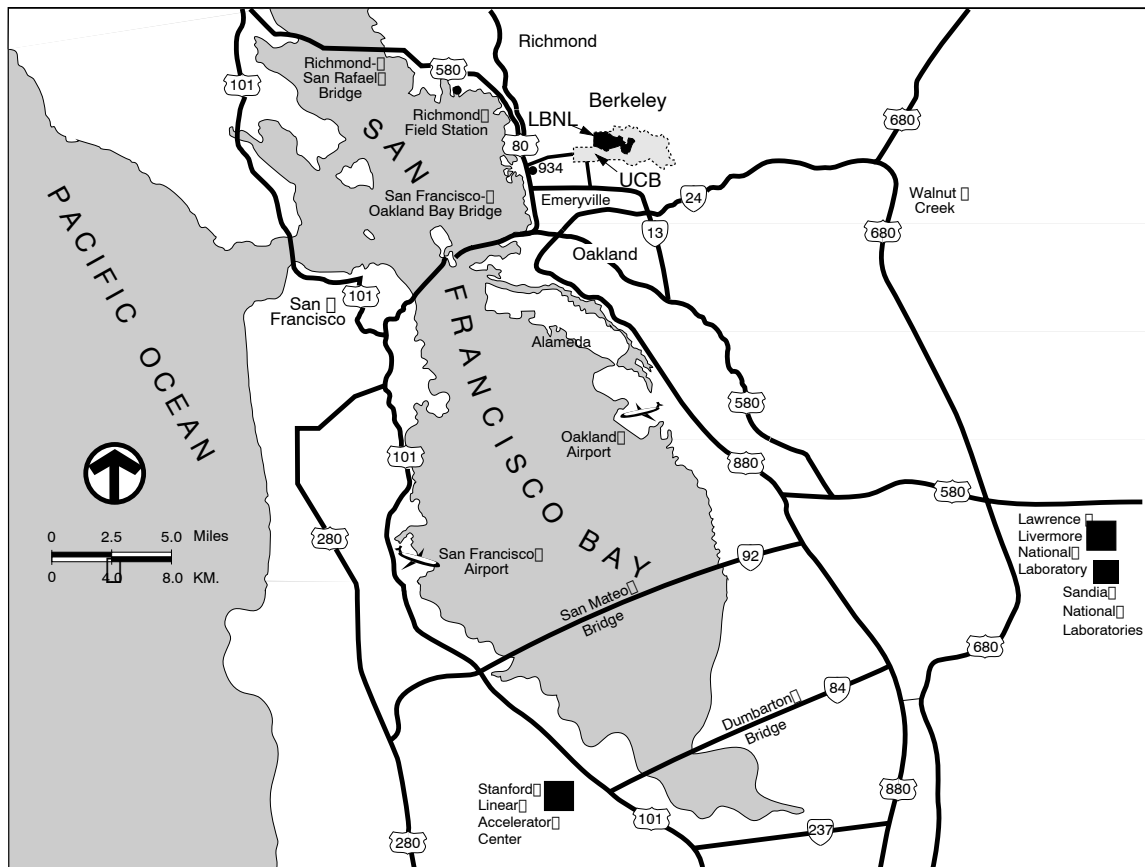 Richmond
Richmond-
San Rafael
Bridge
580
101
Richmond
Field Station
Berkeley
LBNL
80
934
UCB
680
SAN
FRANCISCO BAY
San Francisco-
Oakland Bay Bridge
Emeryville
24
13
Walnut
Creek
680
Oakland
PACIFIC OCEAN
San
Francisco
101
Alameda
580
Oakland
Airport
880
101
580
280
San Francisco
Airport
92
0 2.5 5.0 Miles
0 4.0 8.0 KM.
Lawrence
Livermore
National
Laboratory
Sandia
National
Laboratories
San Mateo
Bridge
680
84
Dumbarton
Bridge
Stanford
Linear
Accelerator
Center
880
101
237
280